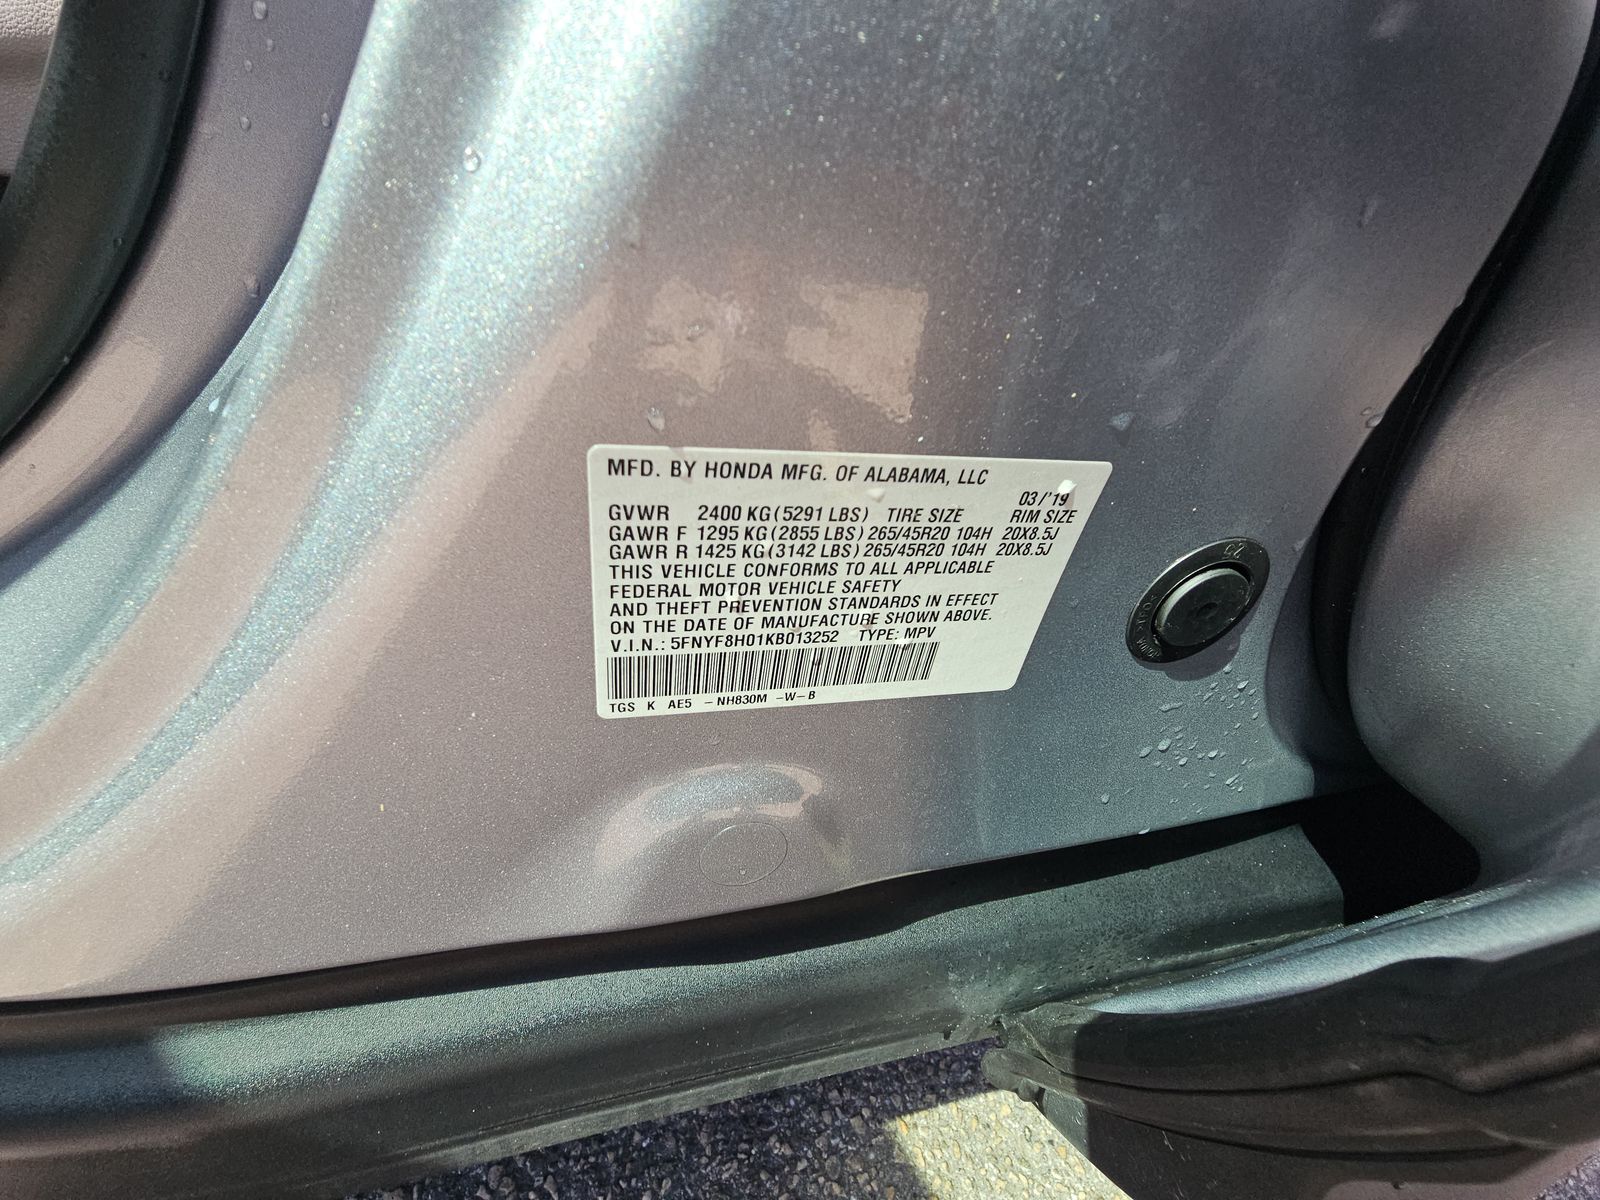 MFD. BY HONDA MFG. OF ALABAMA, LLC
03/'19
GVWR 2400 KG (5291 LBS) TIRE SIZE RIM SIZE
GAWR F 1295 KG (2855 LBS) 265/45R20 104H 20X8.5J
GAWR R 1425 KG (3142 LBS) 265/45R20 104H 20X8.5J
THIS VEHICLE CONFORMS TO ALL APPLICABLE
FEDERAL MOTOR VEHICLE SAFETY
AND THEFT PREVENTION STANDARDS IN EFFECT
ON THE DATE OF MANUFACTURE SHOWN ABOVE.
V.I.N.: 5FNYF8H01KB013252 TYPE: MPV
TGS K AE5 -NH830M -W-B
25